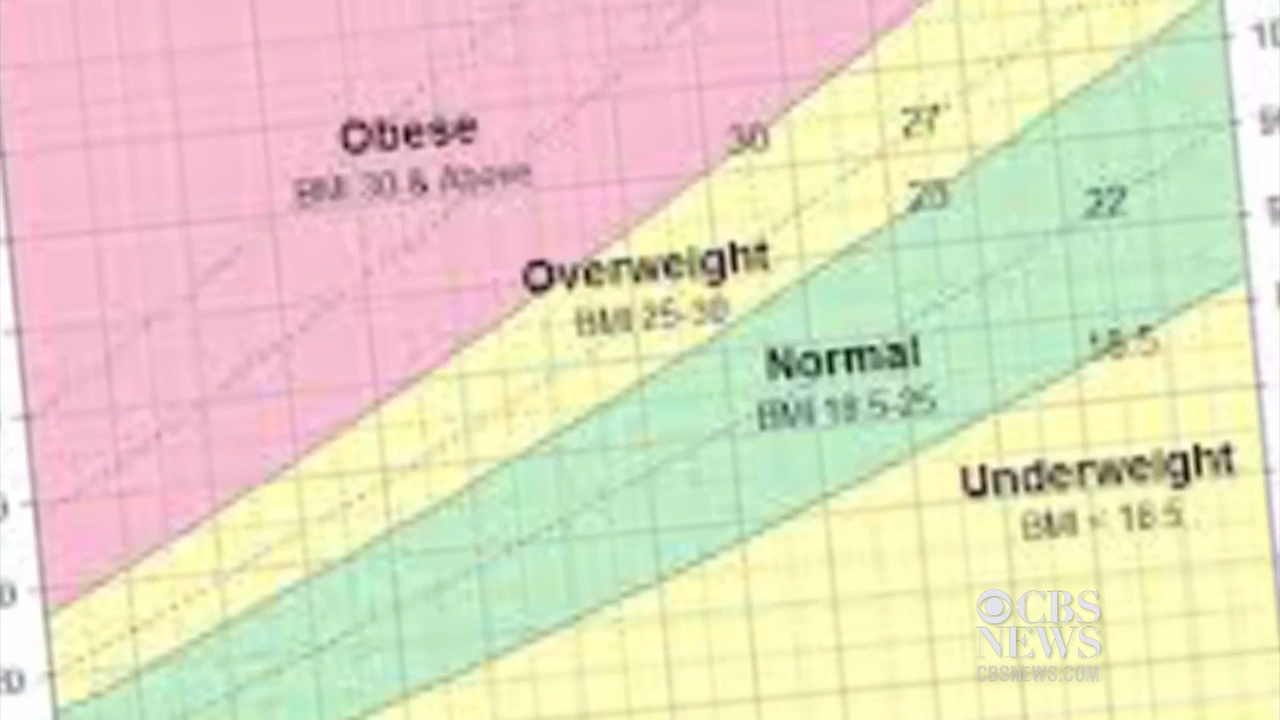 Obese
BMI 30 & Above
30
27
Overweight
BMI 25-30
22
Normal
BMI 18.5-25
18.5
Underweight
BMI < 18.5
CBS
NEWS
CBSNEWS.COM